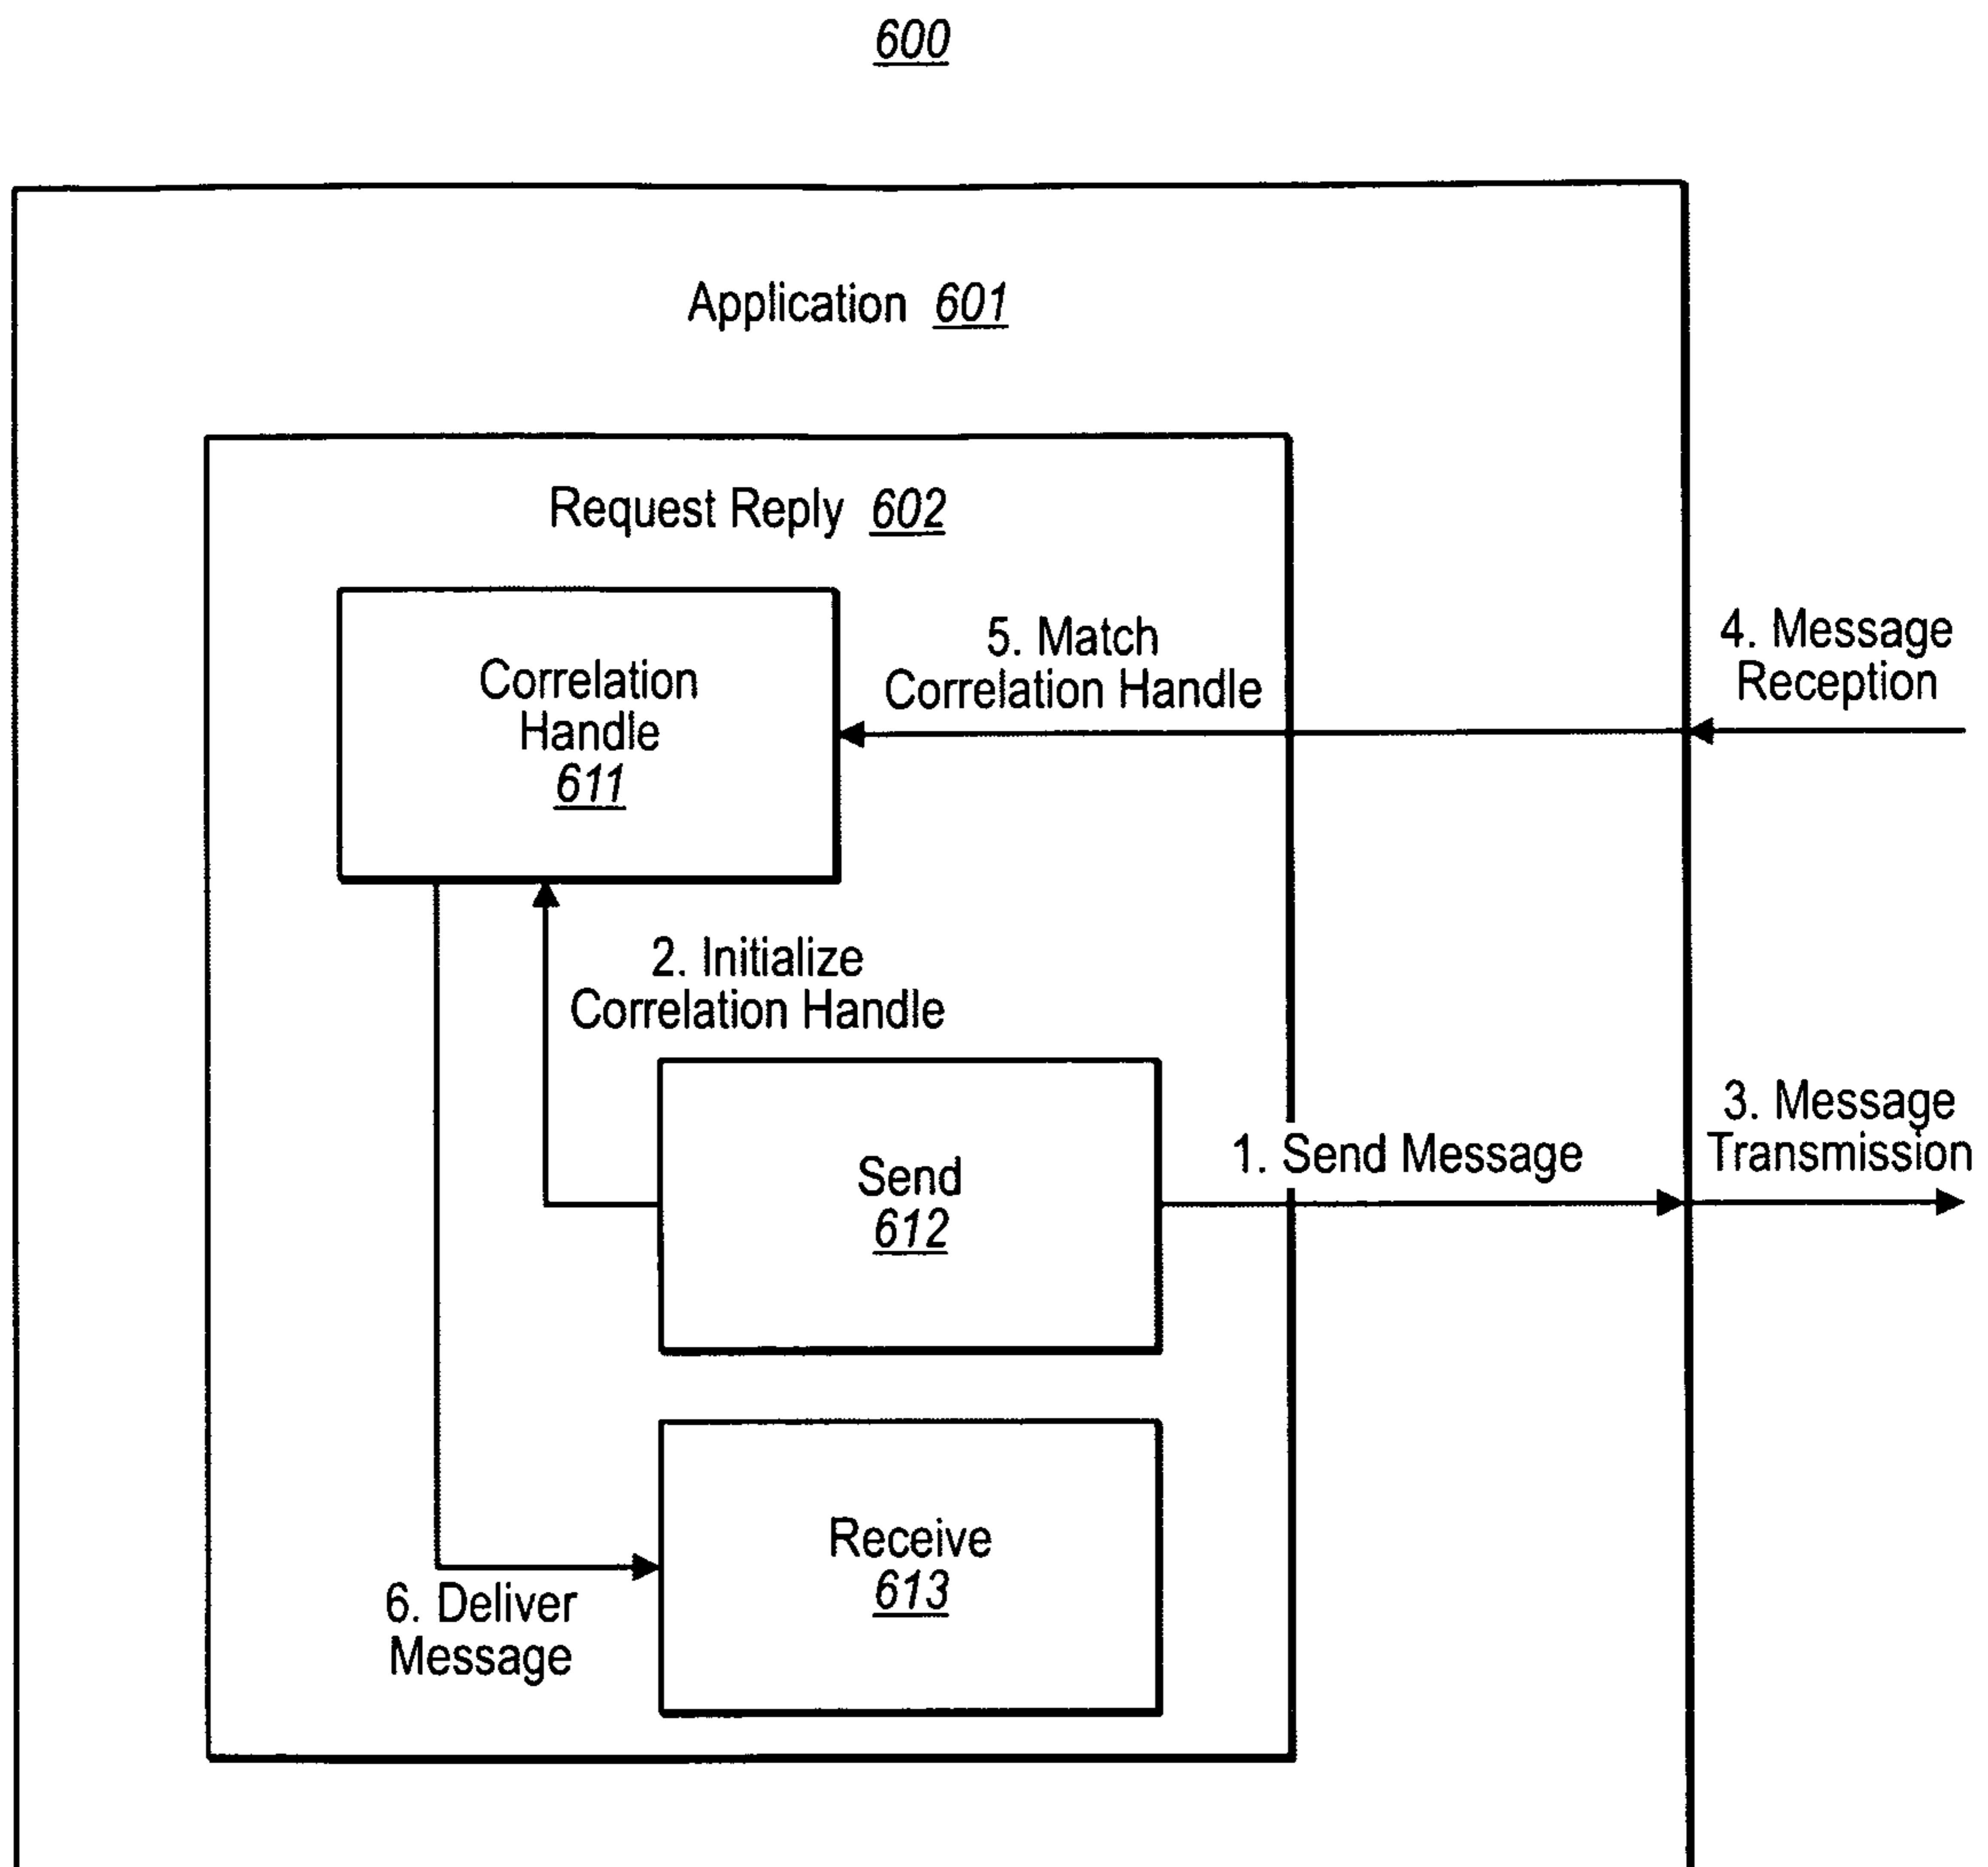 600
Application 601
Request Reply 602
Correlation
Handle
611
5. Match
Correlation Handle
4. Message
Reception
2. Initialize
Correlation Handle
Send
612
1. Send Message
3. Message
Transmission
Receive
613
6. Deliver
Message